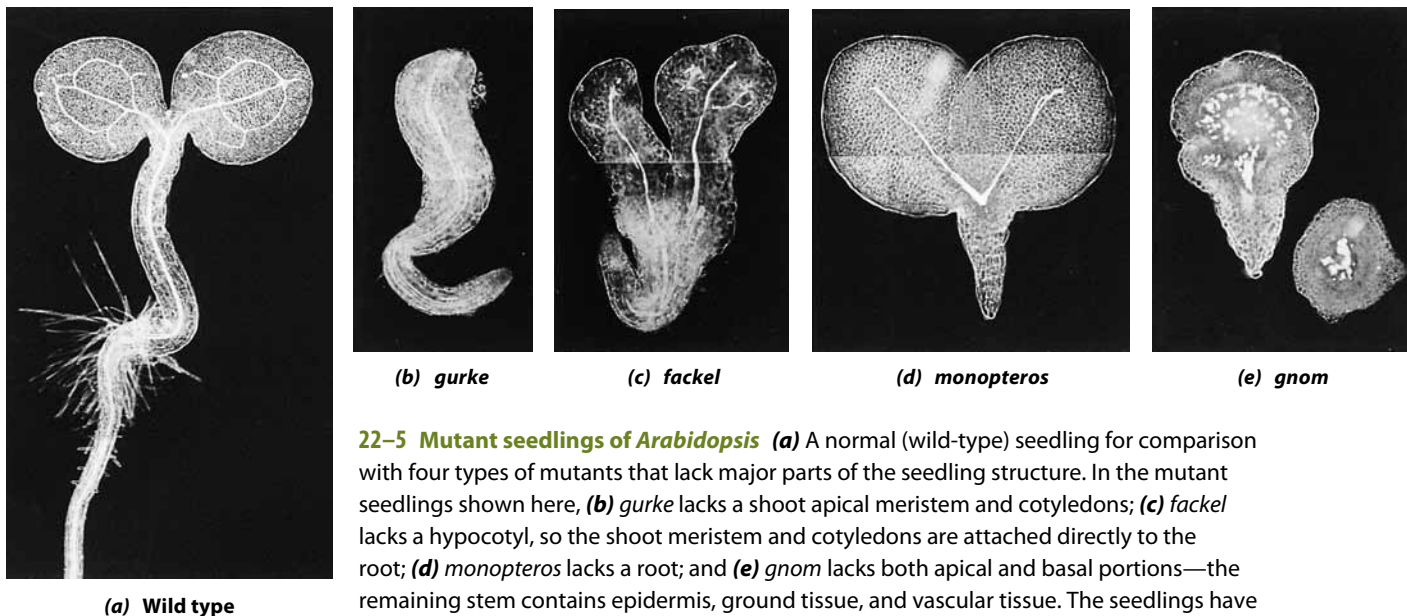 (b) gurke
(c) fackel
(d) monopteros
(e) gnom
22–5 Mutant seedlings of Arabidopsis (a) A normal (wild-type) seedling for comparison
with four types of mutants that lack major parts of the seedling structure. In the mutant
seedlings shown here, (b) gurke lacks a shoot apical meristem and cotyledons; (c) fackel
lacks a hypocotyl, so the shoot meristem and cotyledons are attached directly to the
root; (d) monopteros lacks a root; and (e) gnom lacks both apical and basal portions—the
remaining stem contains epidermis, ground tissue, and vascular tissue. The seedlings have
(a) Wild type